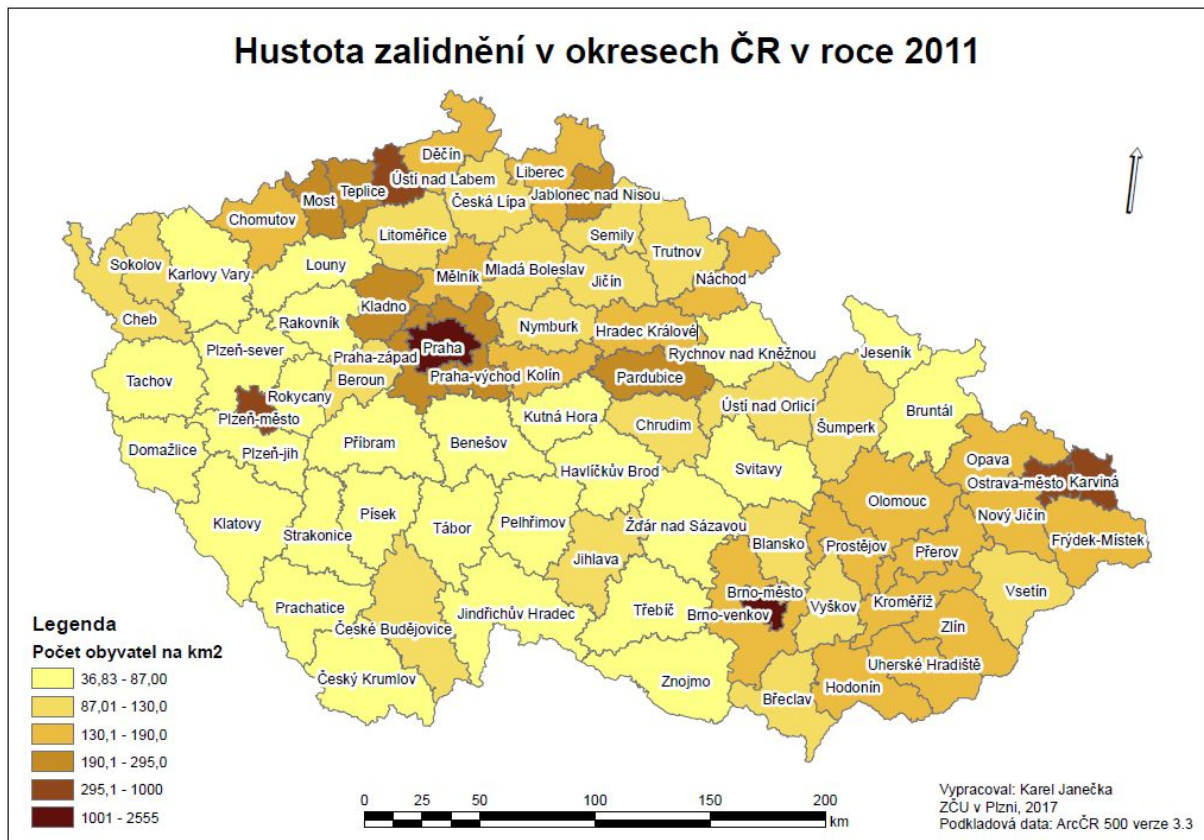 Hustota zalidnění v okresech ČR v roce 2011
Děčín
Liberec
Ústí nad Labem
Teplice
Jablonec nad Nisou
Most
Česká Lípa
Chomutov
Litoměřice
Semily
Trutnov
Sokolov
Karlovy Vary
Louny
Mělník
Mladá Boleslav
Jičín
Náchod
Kladno
Cheb
Rakovník
Nymburk
Hradec Králové
Plzeň-sever
Praha
Praha-západ
Rychnov nad Kněžnou
Jeseník
Tachov
Beroun
Praha-východ
Kolín
Pardubice
Rokycany
Ústí nad Orlicí
Bruntál
Plzeň-město
Kutná Hora
Chrudim
Šumperk
Domažlice
Plzeň-jih
Příbram
Benešov
Opava
Havlíčkův Brod
Svitavy
Ostrava-město
Karviná
Olomouc
Klatovy
Písek
Nový Jičín
Strakonice
Tábor
Pelhřimov
Žďár nad Sázavou
Frýdek-Místek
Blansko
Prostějov
Přerov
Jihlava
Brno-město
Vsetín
Prachatice
Jindřichův Hradec
Třebíč
Brno-venkov
Vyškov
Kroměříž
Zlín
České Budějovice
Uherské Hradiště
Český Krumlov
Znojmo
Hodonín
Břeclav
Legenda
Počet obyvatel na km2
36,83 - 87,00
87,01 - 130,0
130,1 - 190,0
190,1 - 295,0
295,1 - 1000
1001 - 2555
0 25 50 100 150 200
km
Vypracoval: Karel Janečka
ZČU v Plzni, 2017
Podkladová data: ArcČR 500 verze 3.3